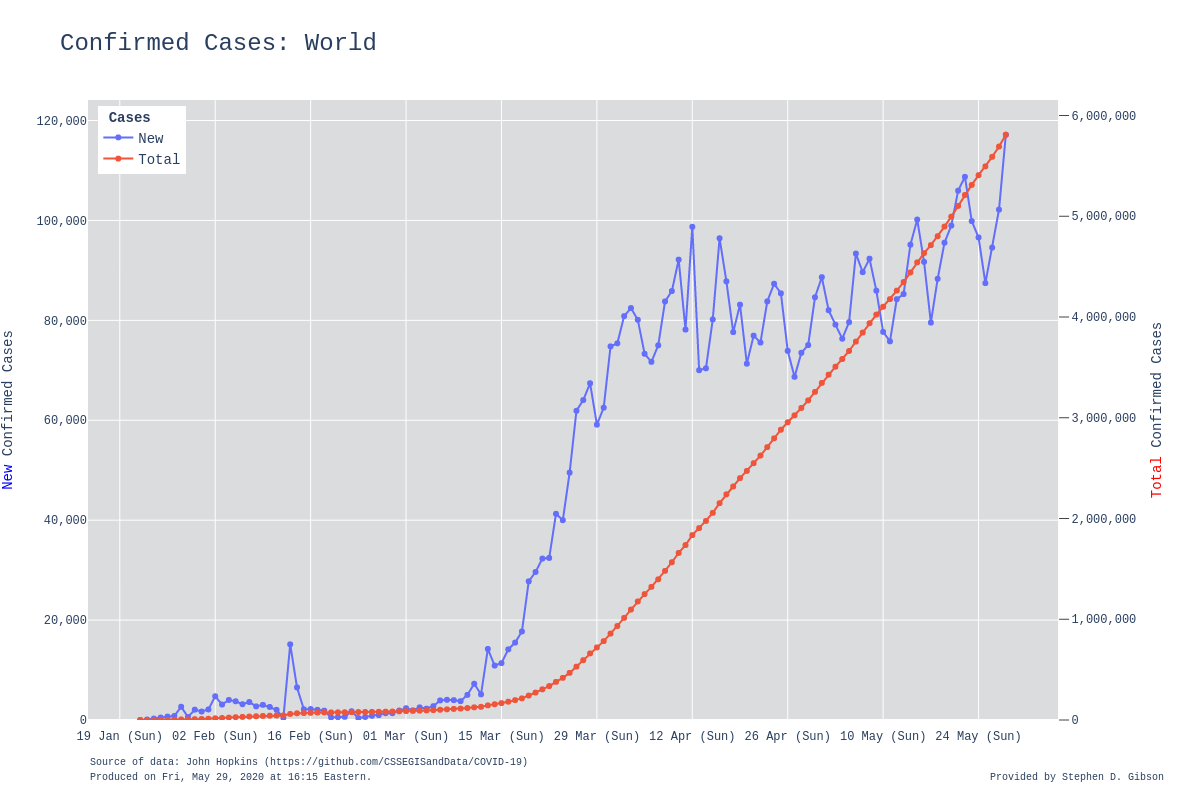 Confirmed Cases: World
Cases
New
Total
120,000
100,000
80,000
60,000
40,000
20,000
0
New Confirmed Cases
6,000,000
5,000,000
4,000,000
3,000,000
2,000,000
1,000,000
0
Total Confirmed Cases
19 Jan (Sun) 02 Feb (Sun) 16 Feb (Sun) 01 Mar (Sun) 15 Mar (Sun) 29 Mar (Sun) 12 Apr (Sun) 26 Apr (Sun) 10 May (Sun) 24 May (Sun)
Source of data: John Hopkins (https://github.com/CSSEGISandData/COVID-19)
Produced on Fri, May 29, 2020 at 16:15 Eastern.
Provided by Stephen D. Gibson